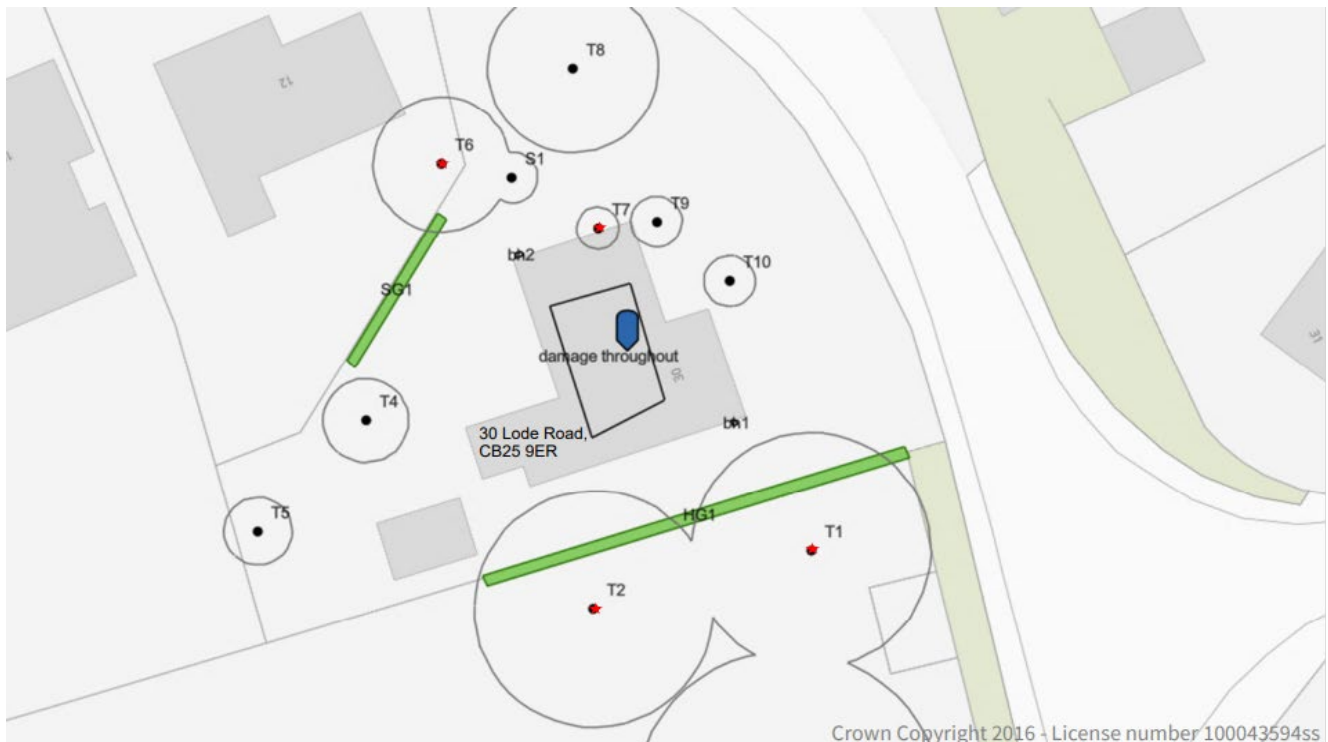 T8
12
T6
S1
T7
T9
bh2
T10
SG1
damage throughout
30
31
T4
bh1
30 Lode Road,
CB25 9ER
T5
HG1
T1
T2
Crown Copyright 2016 - License number 100043594ss